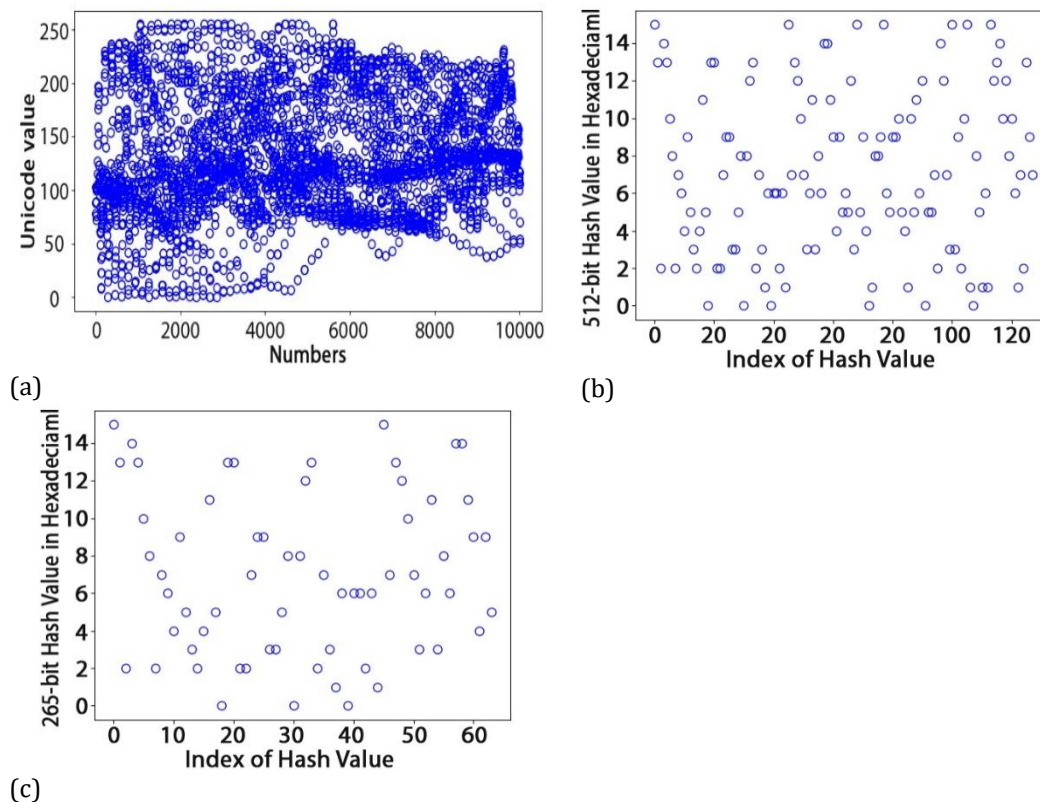 250
200
150
100
50
0
Unicode value
0 2000 4000 6000 8000 10000
Numbers
(a)
14
12
10
8
6
4
2
0
512-bit Hash Value in Hexadeciaml
0 20 20 20 20 100 120
Index of Hash Value
(b)
14
12
10
8
6
4
2
0
265-bit Hash Value in Hexadeciaml
0 10 20 30 40 50 60
Index of Hash Value
(c)